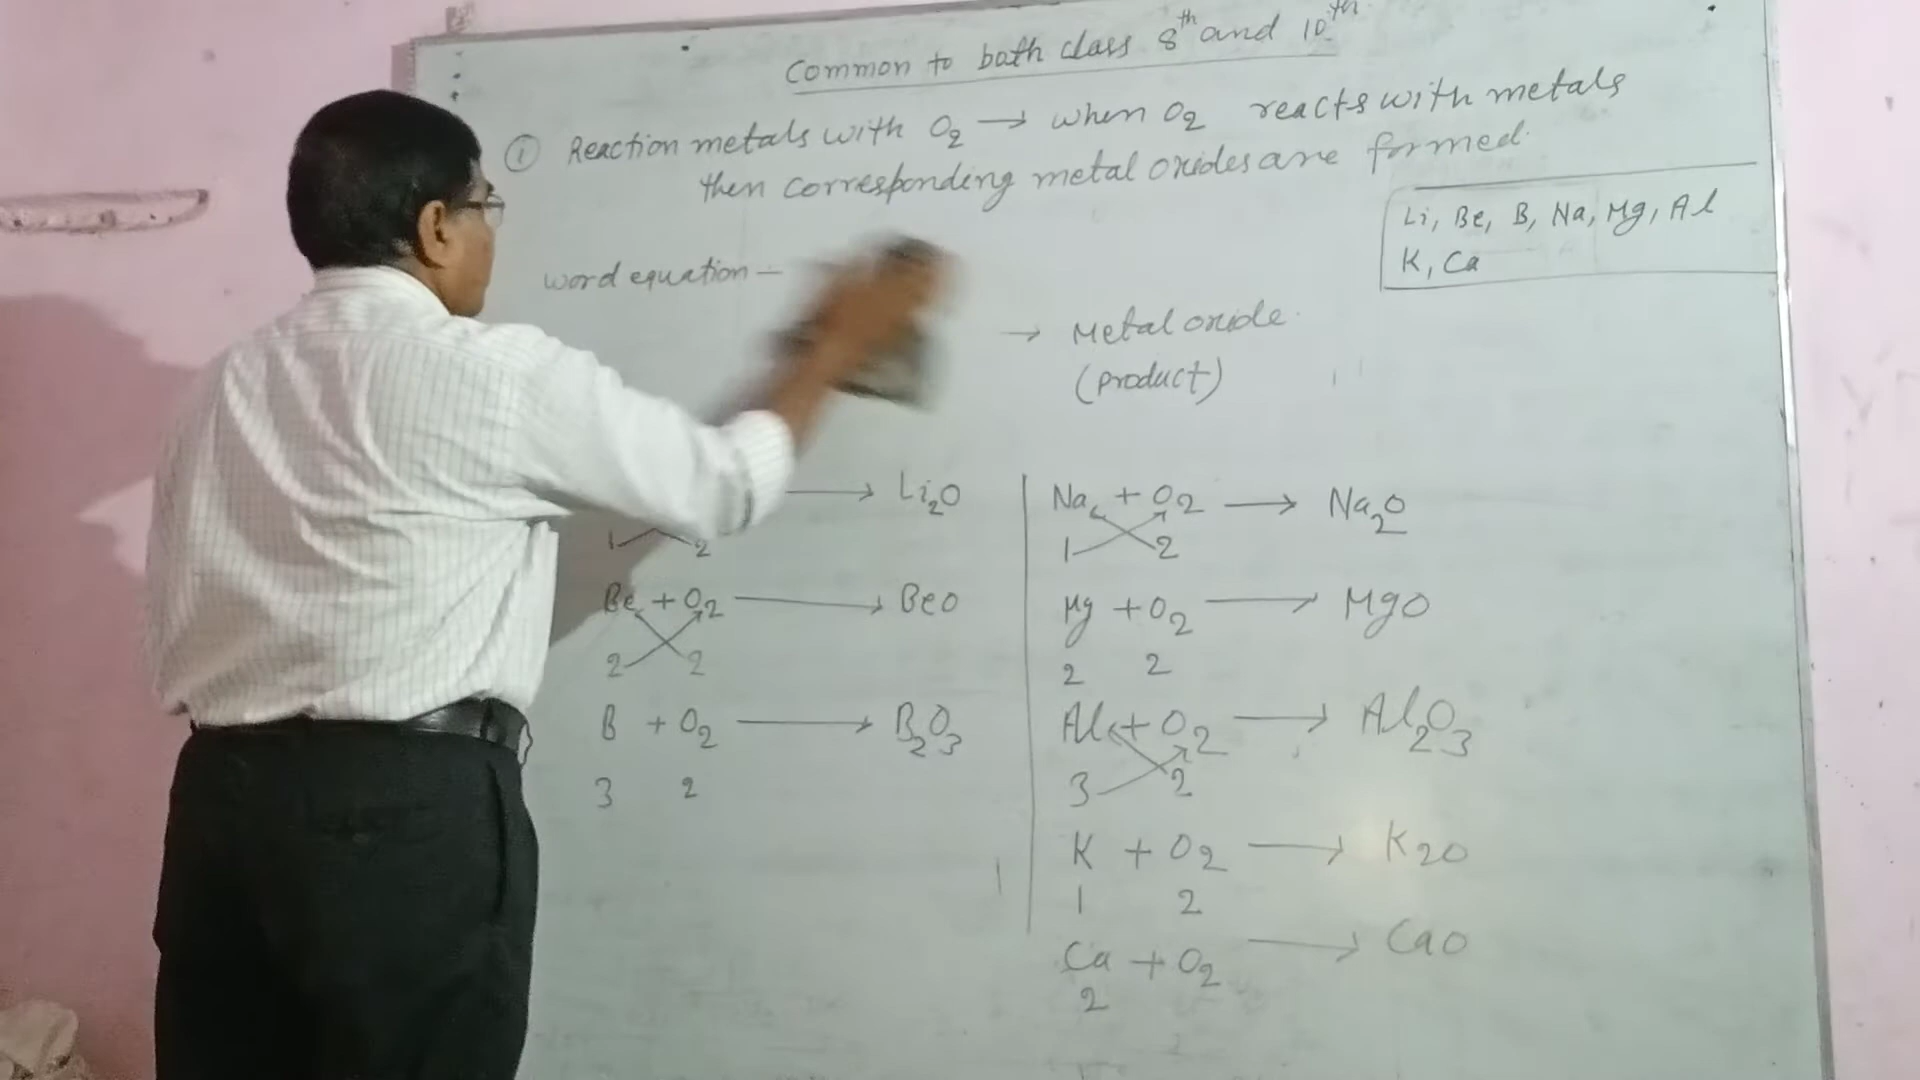 Common to both class 8th and 10th
① Reaction metals with O2 → when O2 reacts with metals
then corresponding metal oxides are formed.
Li, Be, B, Na, Mg, Al
K, Ca
word equation —
→ Metal oxide.
(product)
→ Li2O
1 2
Be + O2 → BeO
2 2
B + O2 → B2O3
3 2
Na + O2 → Na2O
1 2
Mg + O2 → MgO
2 2
Al + O2 → Al2O3
3 2
K + O2 → K2O
1 2
Ca + O2 → CaO
2